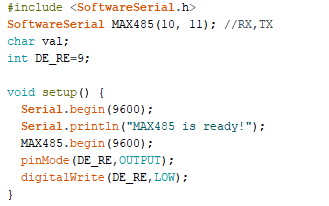 #include <SoftwareSerial.h>
SoftwareSerial MAX485(10, 11); //RX,TX
char val;
int DE_RE=9;

void setup() {
  Serial.begin(9600);
  Serial.println("MAX485 is ready!");
  MAX485.begin(9600);
  pinMode(DE_RE,OUTPUT);
  digitalWrite(DE_RE,LOW);
}